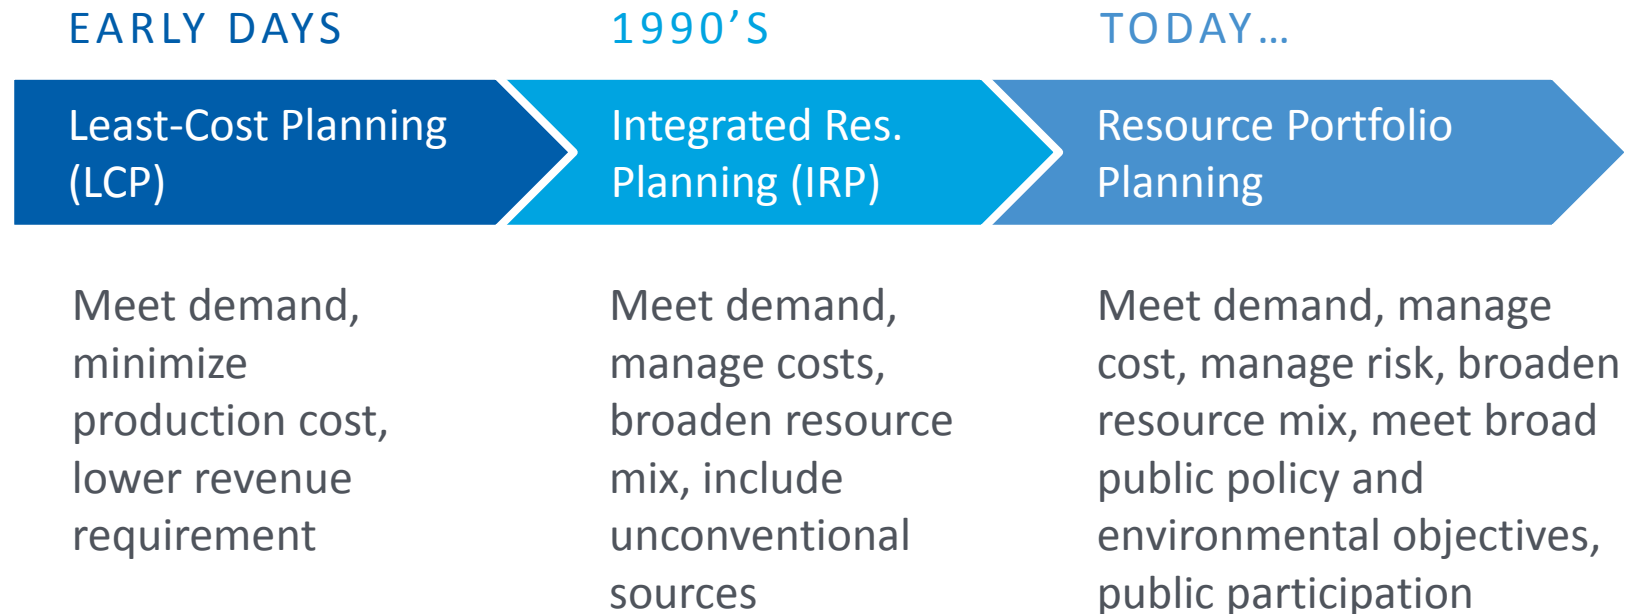 EARLY DAYS
Least-Cost Planning
(LCP)
Meet demand,
minimize
production cost,
lower revenue
requirement
1990’S
Integrated Res.
Planning (IRP)
Meet demand,
manage costs,
broaden resource
mix, include
unconventional
sources
TODAY…
Resource Portfolio
Planning
Meet demand, manage
cost, manage risk, broaden
resource mix, meet broad
public policy and
environmental objectives,
public participation